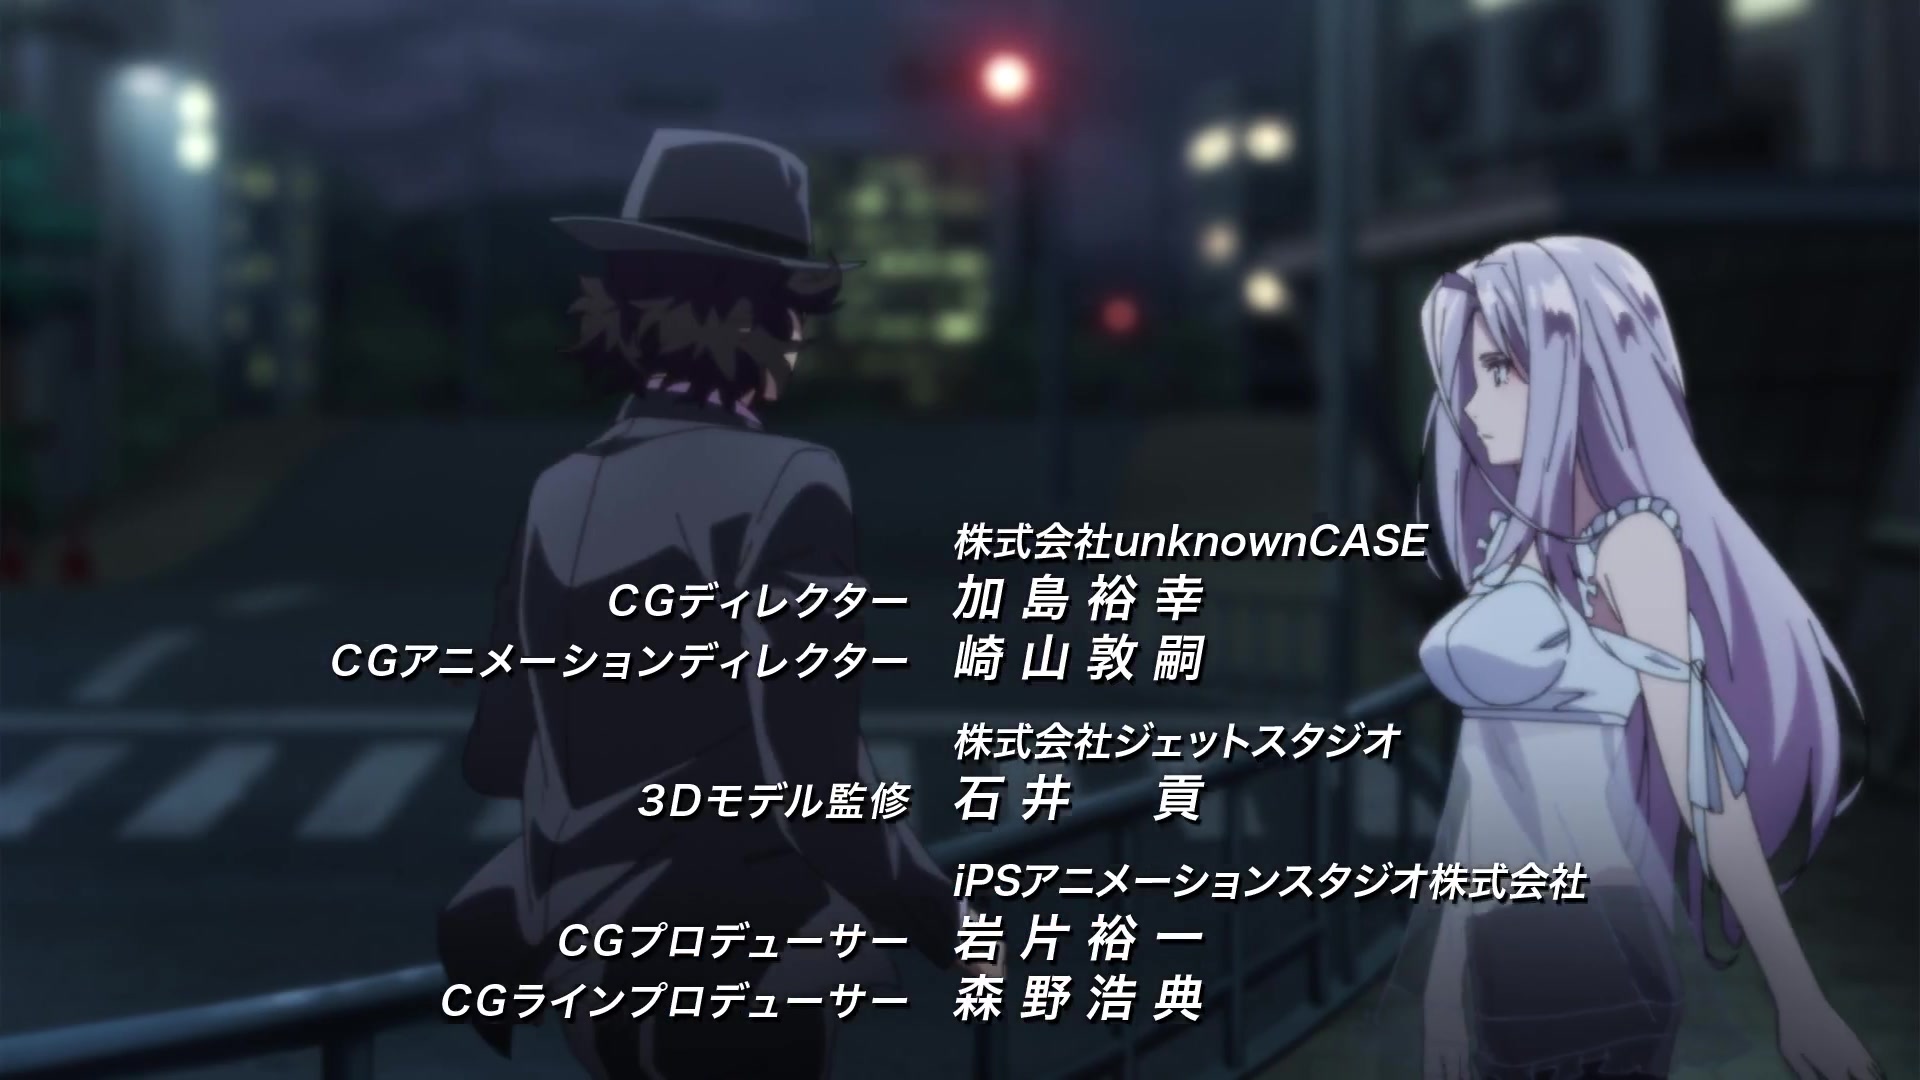 株式会社unknownCASE
CGディレクター 加島裕幸
CGアニメーションディレクター 崎山敦嗣
株式会社ジェットスタジオ
3Dモデル監修 石井 貢
iPSアニメーションスタジオ株式会社
CGプロデューサー 岩片裕一
CGラインプロデューサー 森野浩典